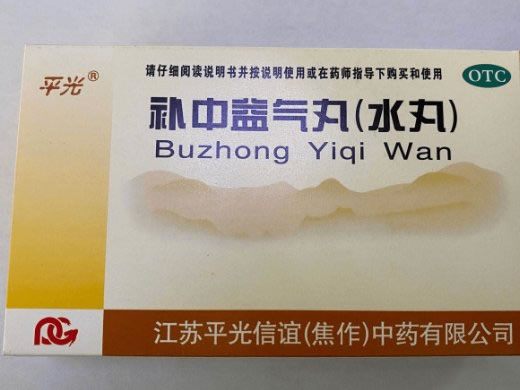 平光®
请仔细阅读说明书并按说明使用或在药师指导下购买和使用
OTC
补中益气丸(水丸)
Buzhong Yiqi Wan
PG
江苏平光信谊(焦作)中药有限公司